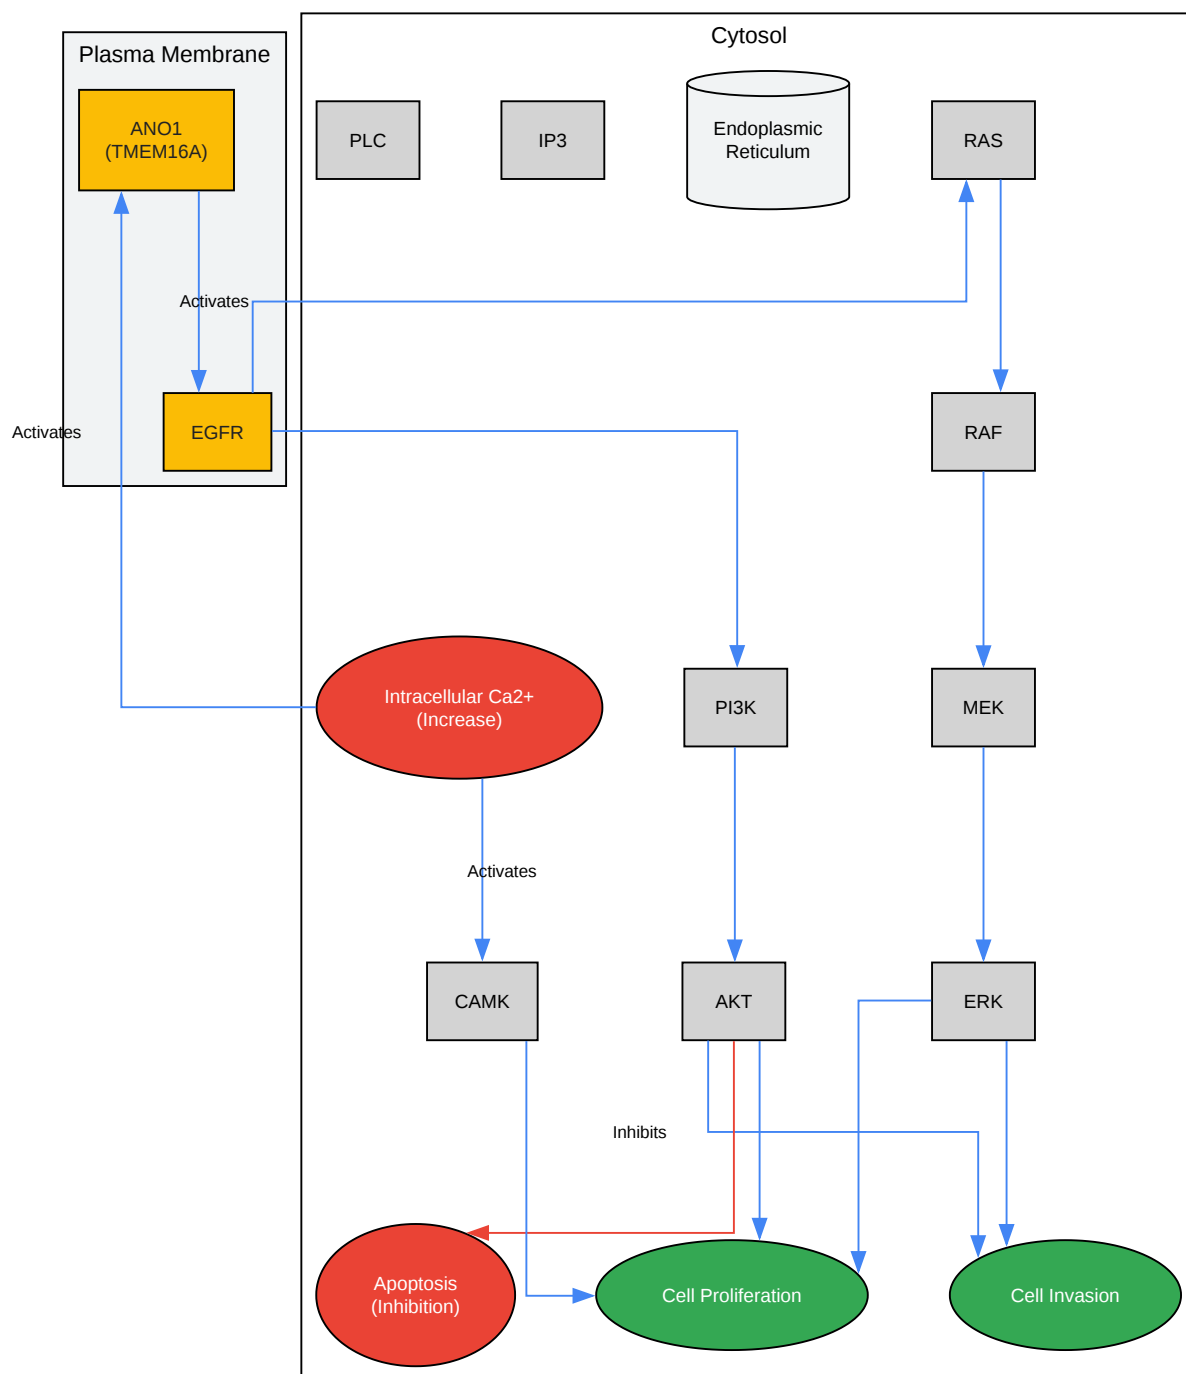 Cytosol
Plasma Membrane
ANO1
(TMEM16A)
PLC
IP3
Endoplasmic
Reticulum
RAS
Activates
Activates
EGFR
RAF
Intracellular Ca2+
(Increase)
PI3K
MEK
Activates
CAMK
AKT
ERK
Inhibits
Apoptosis
(Inhibition)
Cell Proliferation
Cell Invasion